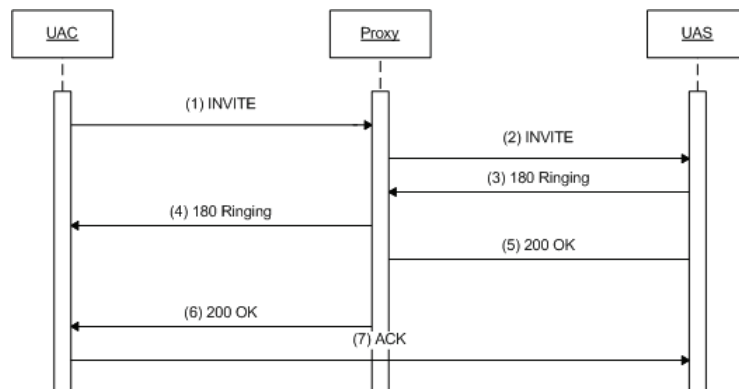 UAC
Proxy
UAS
(1) INVITE
(2) INVITE
(3) 180 Ringing
(4) 180 Ringing
(5) 200 OK
(6) 200 OK
(7) ACK